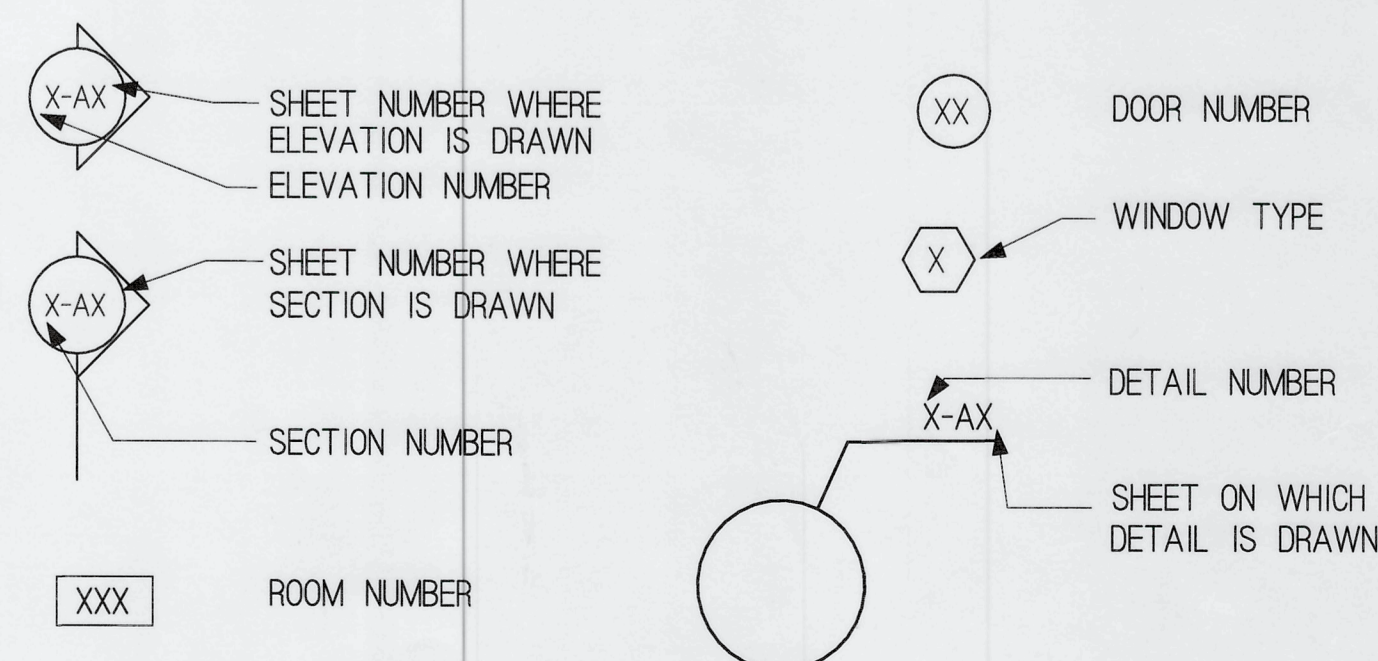 X-AX
SHEET NUMBER WHERE
ELEVATION IS DRAWN
ELEVATION NUMBER
X-AX
SHEET NUMBER WHERE
SECTION IS DRAWN
SECTION NUMBER
XXX
ROOM NUMBER
XX
DOOR NUMBER
X
WINDOW TYPE
DETAIL NUMBER
X-AX
SHEET ON WHICH
DETAIL IS DRAWN